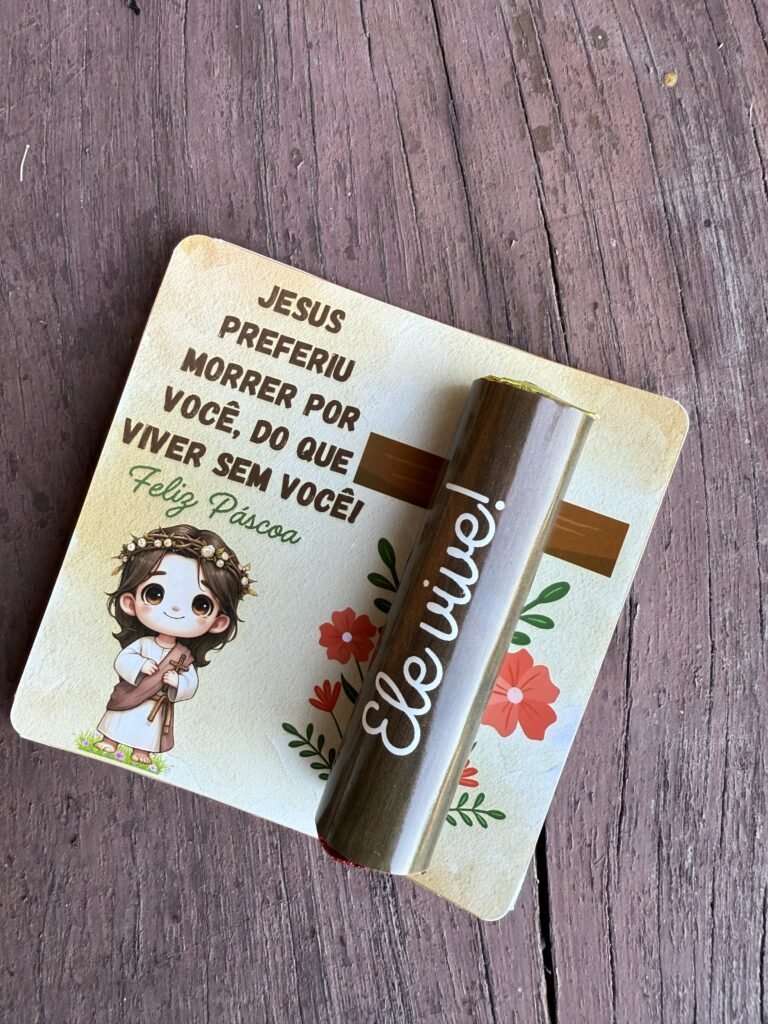 JESUS
PREFERIU
MORRER POR
VOCÊ, DO QUE
VIVER SEM VOCÊ!
Feliz Páscoa
Ele vive!